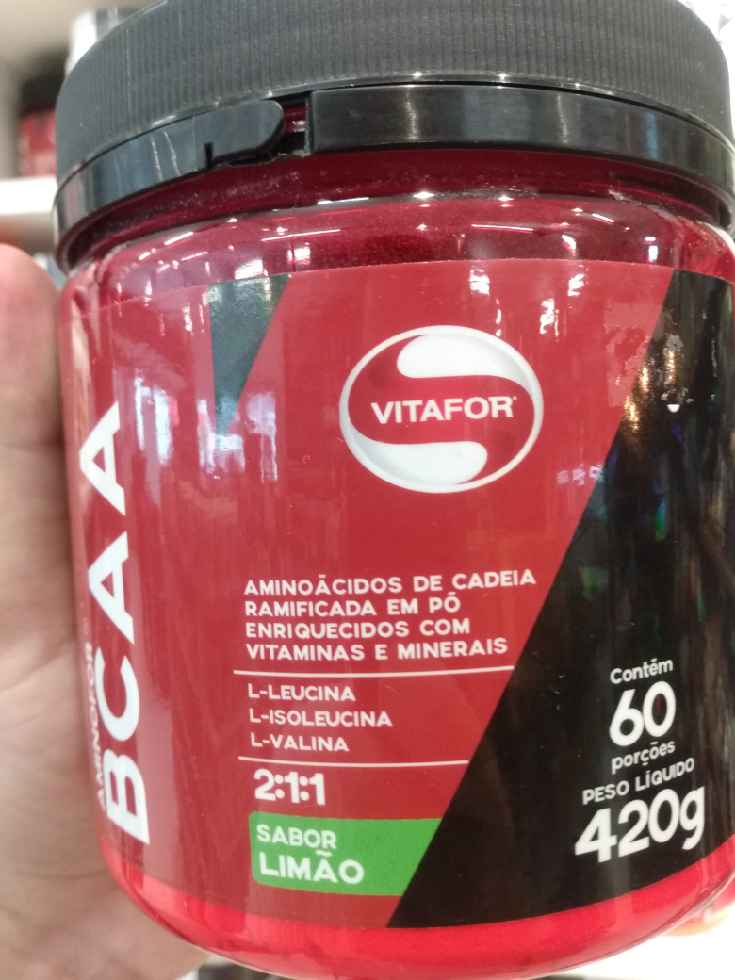 VITAFOR
AMINOFOR
BCAA
AMINOÁCIDOS DE CADEIA
RAMIFICADA EM PÓ
ENRIQUECIDOS COM
VITAMINAS E MINERAIS
L-LEUCINA
L-ISOLEUCINA
L-VALINA
2:1:1
SABOR
LIMÃO
Contém
60
porções
PESO LÍQUIDO
420g